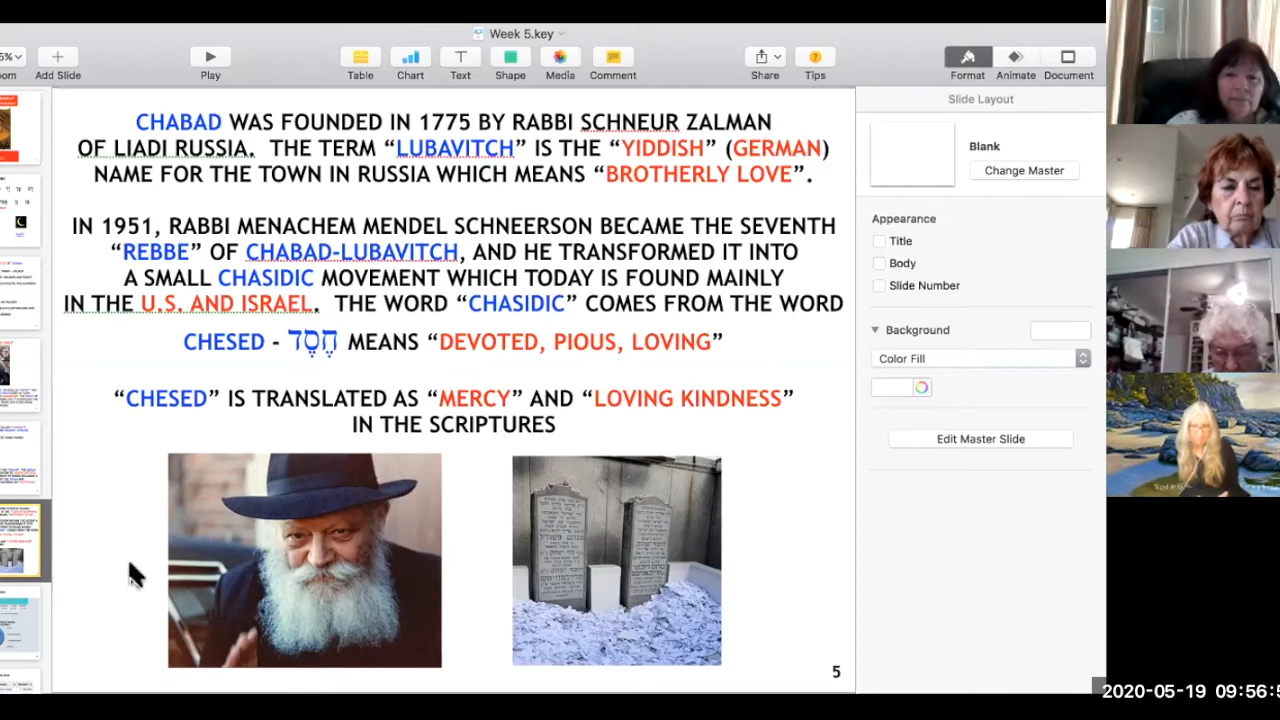 Week 5.key
Add Slide
Play
Table
Chart
Text
Shape
Media
Comment
Share
Tips
Format
Animate
Document
CHABAD WAS FOUNDED IN 1775 BY RABBI SCHNEUR ZALMAN
OF LIADI RUSSIA. THE TERM “LUBAVITCH” IS THE “YIDDISH” (GERMAN)
NAME FOR THE TOWN IN RUSSIA WHICH MEANS “BROTHERLY LOVE”.
IN 1951, RABBI MENACHEM MENDEL SCHNEERSON BECAME THE SEVENTH
“REBBE” OF CHABAD-LUBAVITCH, AND HE TRANSFORMED IT INTO
A SMALL CHASIDIC MOVEMENT WHICH TODAY IS FOUND MAINLY
IN THE U.S. AND ISRAEL. THE WORD “CHASIDIC” COMES FROM THE WORD
CHESED - חֶסֶד MEANS “DEVOTED, PIOUS, LOVING”
“CHESED” IS TRANSLATED AS “MERCY” AND “LOVING KINDNESS”
IN THE SCRIPTURES
5
Slide Layout
Blank
Change Master
Appearance
Title
Body
Slide Number
Background
Color Fill
Edit Master Slide
2020-05-19 09:56:5